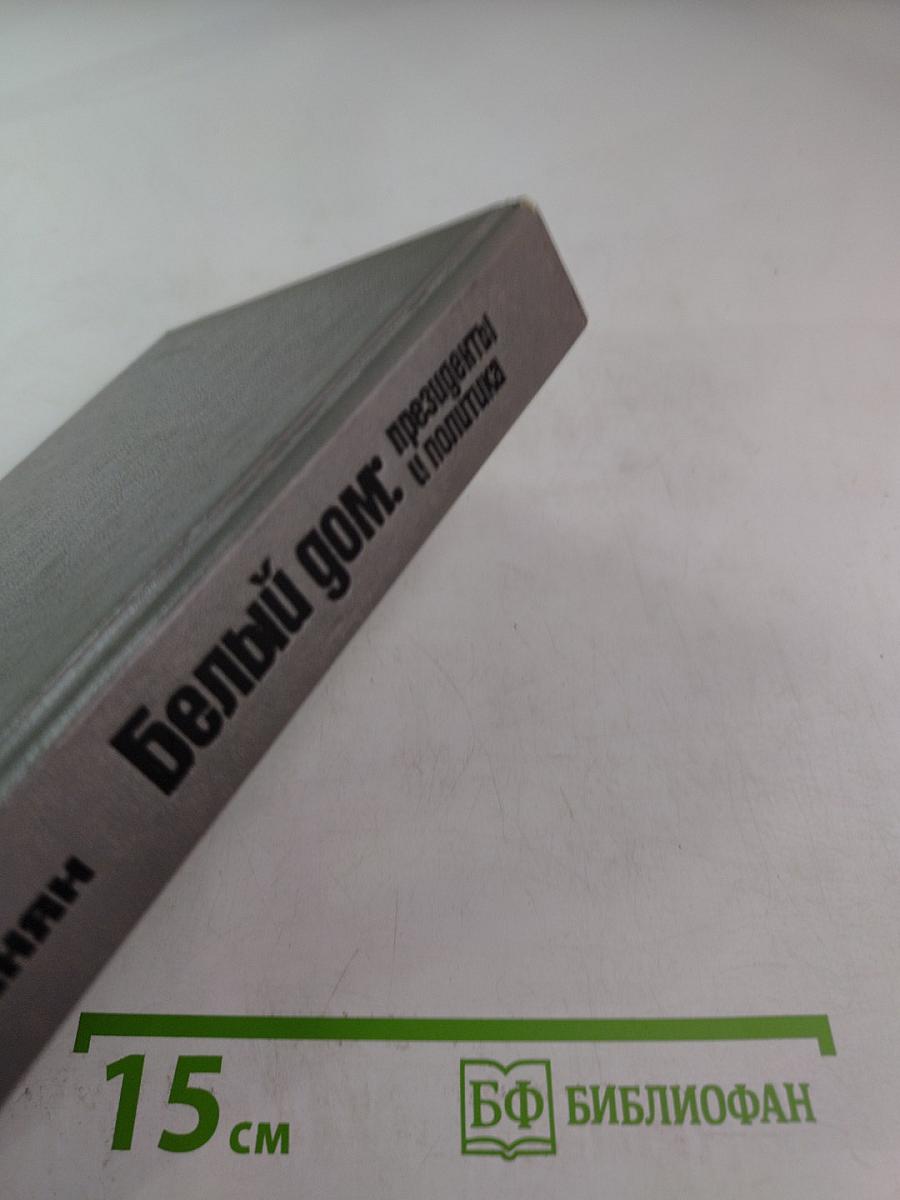 Белый дом:
президенты
и политика
15 см
БФ БИБЛИОФАН